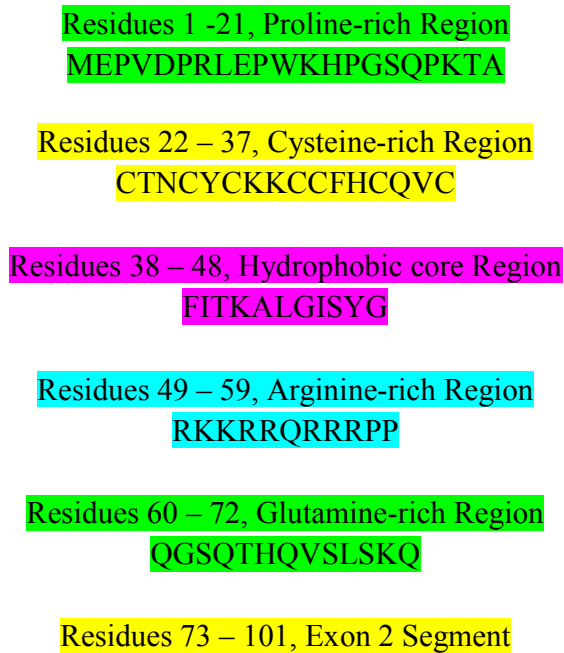 Residues 1 -21, Proline-rich Region
MEPVDPRLEPWKHPGSQPKTA
Residues 22 – 37, Cysteine-rich Region
CTNCYCKKCCFHCQVC
Residues 38 – 48, Hydrophobic core Region
FITKALGISYG
Residues 49 – 59, Arginine-rich Region
RKKRRQRRRPP
Residues 60 – 72, Glutamine-rich Region
QGSQTHQVSLSKQ
Residues 73 – 101, Exon 2 Segment